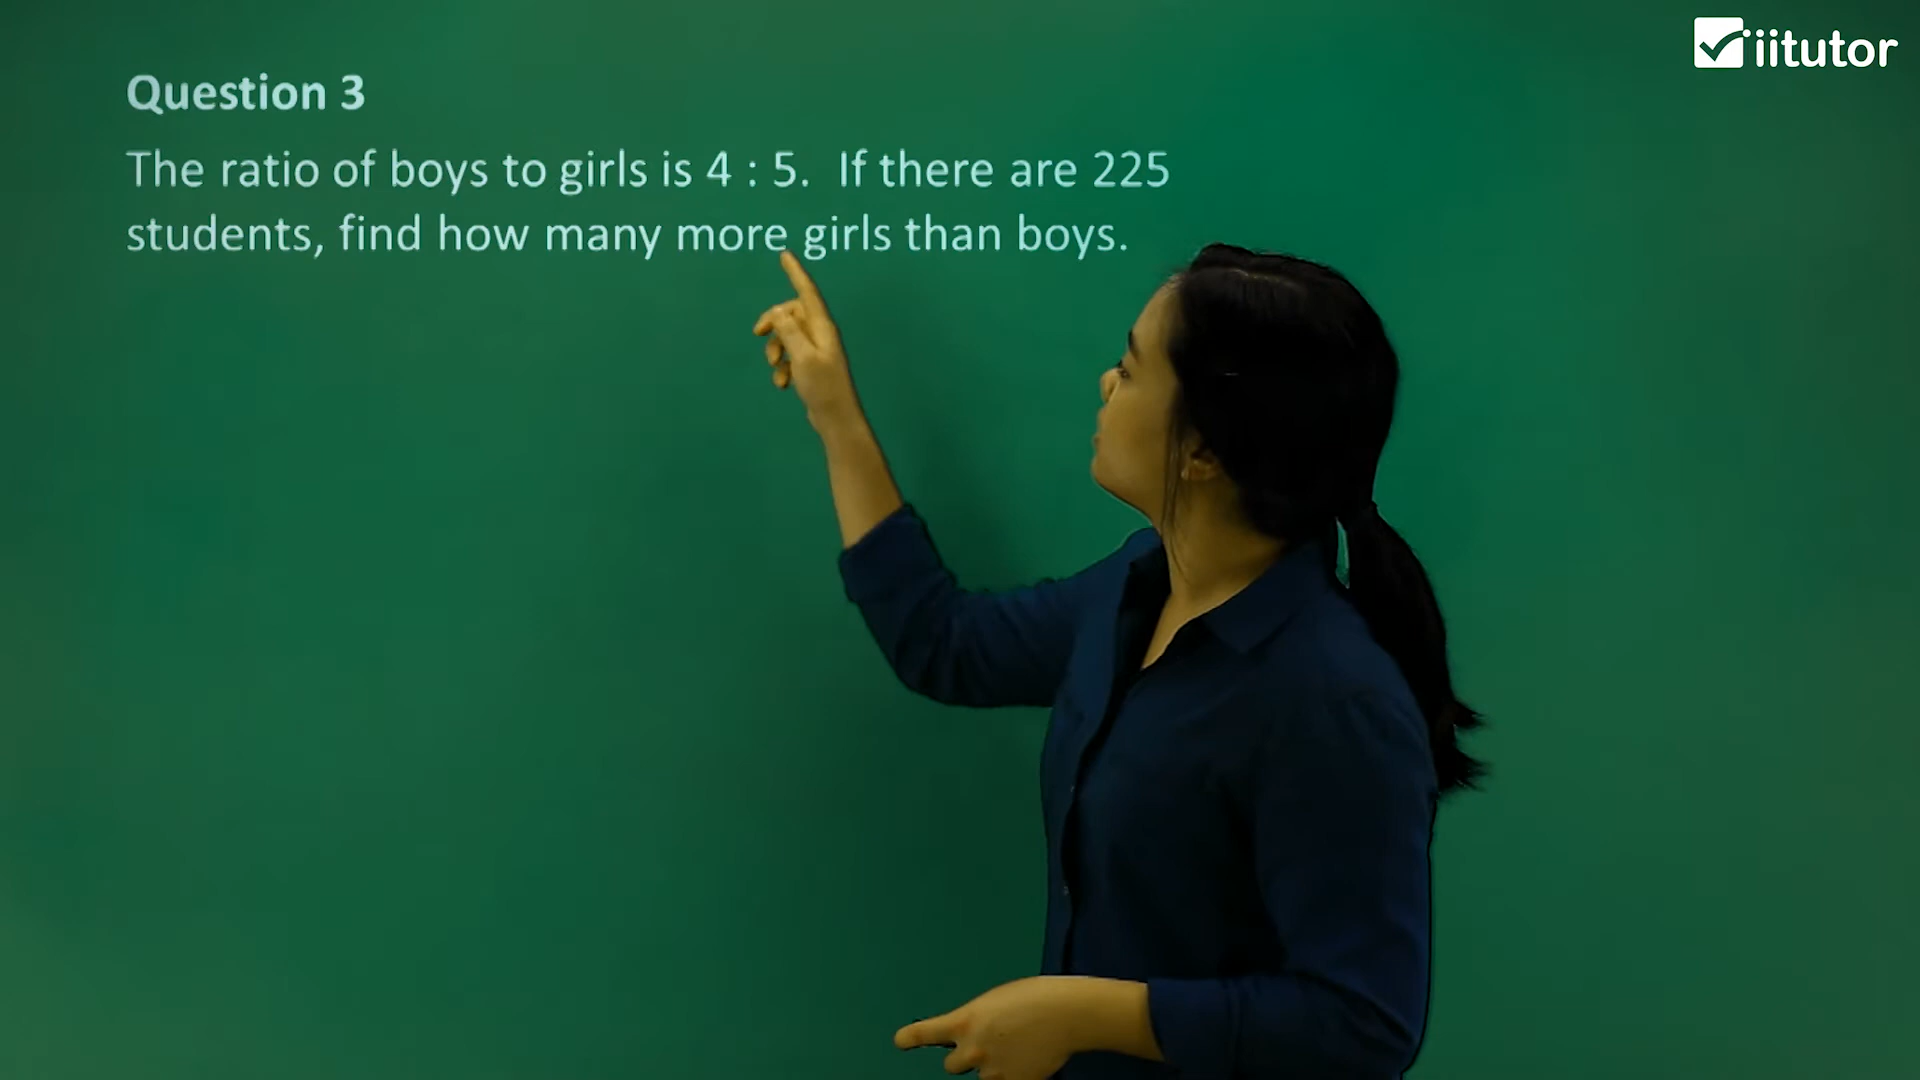 iitutor
Question 3
The ratio of boys to girls is 4 : 5. If there are 225
students, find how many more girls than boys.